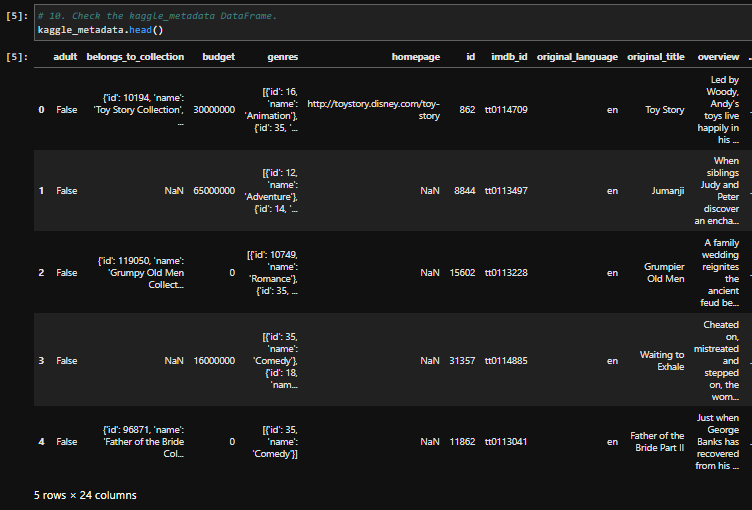 [5]: # 10. Check the kaggle_metadata DataFrame.
kaggle_metadata.head()
[5]: adult belongs_to_collection budget genres homepage id imdb_id original_language original_title overview ..
0 False {'id': 10194, 'name': 'Toy Story Collection', ... 30000000 [{'id': 16, 'name': 'Animation'}, {'id': 35, '... http://toystory.disney.com/toy-story 862 tt0114709 en Toy Story Led by Woody, Andy's toys live happily in his ...
1 False NaN 65000000 [{'id': 12, 'name': 'Adventure'}, {'id': 14, '... NaN 8844 tt0113497 en Jumanji When siblings Judy and Peter discover an encha...
2 False {'id': 119050, 'name': 'Grumpy Old Men Collect... 0 [{'id': 10749, 'name': 'Romance'}, {'id': 35, ... NaN 15602 tt0113228 en Grumpier Old Men A family wedding reignites the ancient feud be...
3 False NaN 16000000 [{'id': 35, 'name': 'Comedy'}, {'id': 18, 'nam... NaN 31357 tt0114885 en Waiting to Exhale Cheated on, mistreated and stepped on, the wom...
4 False {'id': 96871, 'name': 'Father of the Bride Col... 0 [{'id': 35, 'name': 'Comedy'}] NaN 11862 tt0113041 en Father of the Bride Part II Just when George Banks has recovered from his ...
5 rows × 24 columns